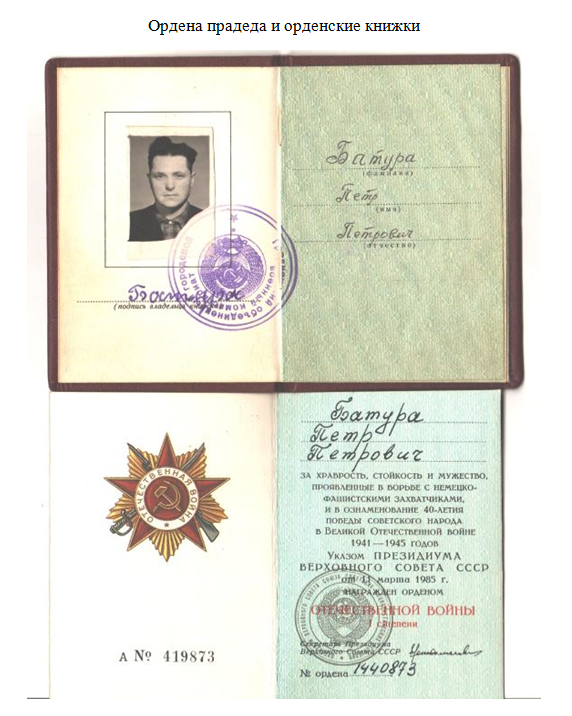 Ордена прадеда и орденские книжки
Батура
(фамилия)
Петр
(имя)
Петрович
(отчество)
Батура
(подпись владельца книжки)
Батура
Петр
Петрович
ЗА ХРАБРОСТЬ, СТОЙКОСТЬ И МУЖЕСТВО,
ПРОЯВЛЕННЫЕ В БОРЬБЕ С НЕМЕЦКО-
ФАШИСТСКИМИ ЗАХВАТЧИКАМИ,
И В ОЗНАМЕНОВАНИЕ 40-ЛЕТИЯ
ПОБЕДЫ СОВЕТСКОГО НАРОДА
В ВЕЛИКОЙ ОТЕЧЕСТВЕННОЙ ВОЙНЕ
1941—1945 ГОДОВ
УКАЗОМ ПРЕЗИДИУМА
ВЕРХОВНОГО СОВЕТА СССР
от 11 марта 1985 г.
НАГРАЖДЕН ОРДЕНОМ
ОТЕЧЕСТВЕННОЙ ВОЙНЫ
I степени
Секретарь Президиума
Верховного Совета СССР
№ ордена 1440873
ОТЕЧЕСТВЕННАЯ ВОЙНА
А № 419873